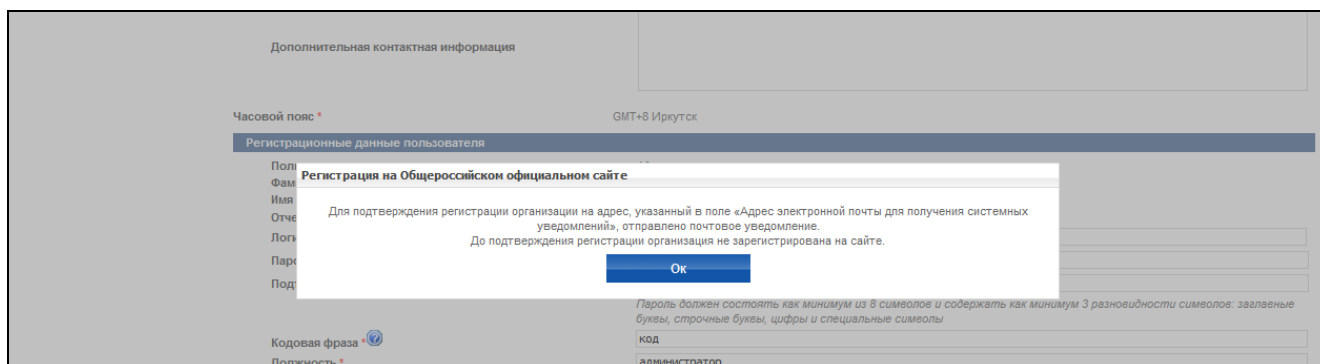 Дополнительная контактная информация
Часовой пояс * GMT+8 Иркутск
Регистрационные данные пользователя
Регистрация на Общероссийском официальном сайте
Для подтверждения регистрации организации на адрес, указанный в поле «Адрес электронной почты для получения системных
уведомлений», отправлено почтовое уведомление.
До подтверждения регистрации организация не зарегистрирована на сайте.
Ок
Пароль должен состоять как минимум из 8 символов и содержать как минимум 3 разновидности символов: заглавные
буквы, строчные буквы, цифры и специальные символы
Кодовая фраза * код
Должность * администратор